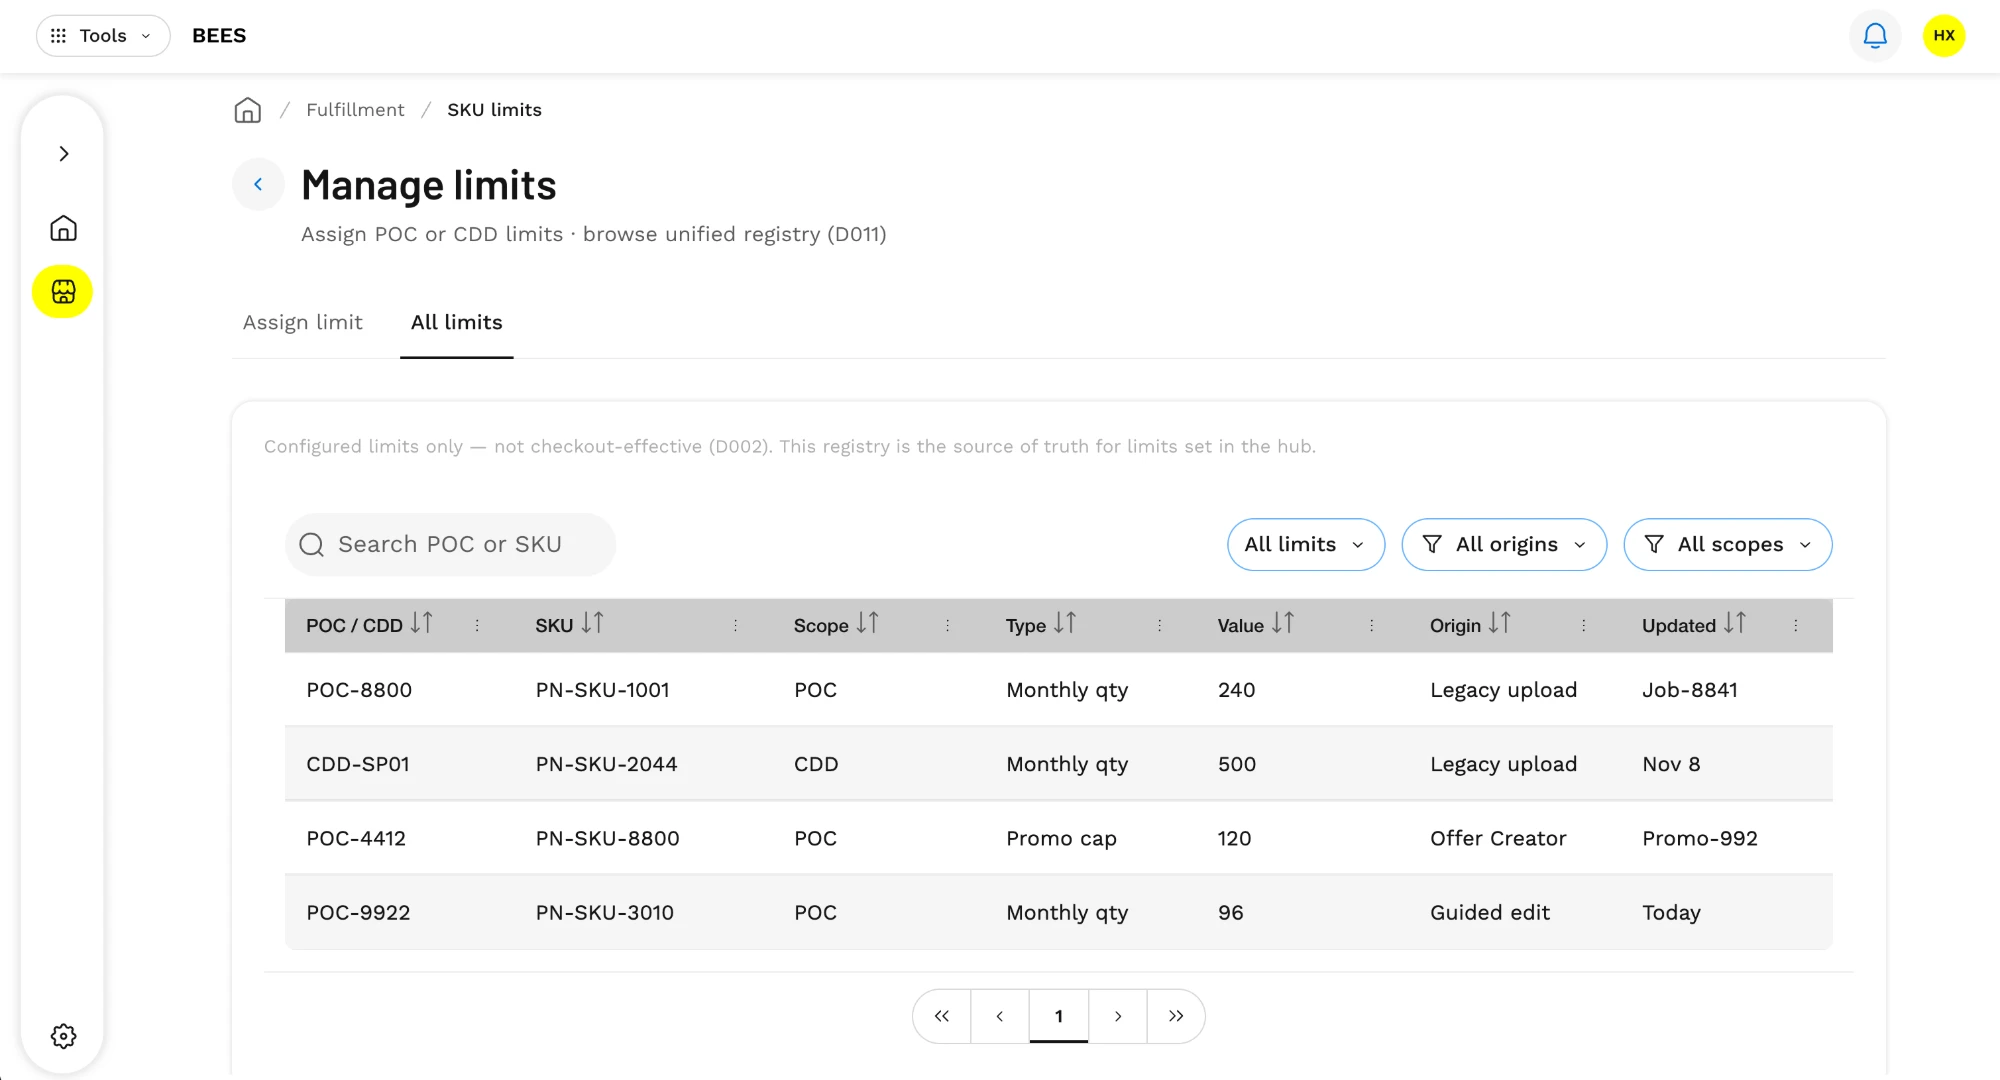 Tools BEES HX
/ Fulfillment / SKU limits
Manage limits
Assign POC or CDD limits · browse unified registry (D011)
Assign limit All limits
Configured limits only — not checkout-effective (D002). This registry is the source of truth for limits set in the hub.
Search POC or SKU All limits All origins All scopes
POC / CDD SKU Scope Type Value Origin Updated
POC-8800 PN-SKU-1001 POC Monthly qty 240 Legacy upload Job-8841
CDD-SP01 PN-SKU-2044 CDD Monthly qty 500 Legacy upload Nov 8
POC-4412 PN-SKU-8800 POC Promo cap 120 Offer Creator Promo-992
POC-9922 PN-SKU-3010 POC Monthly qty 96 Guided edit Today
1